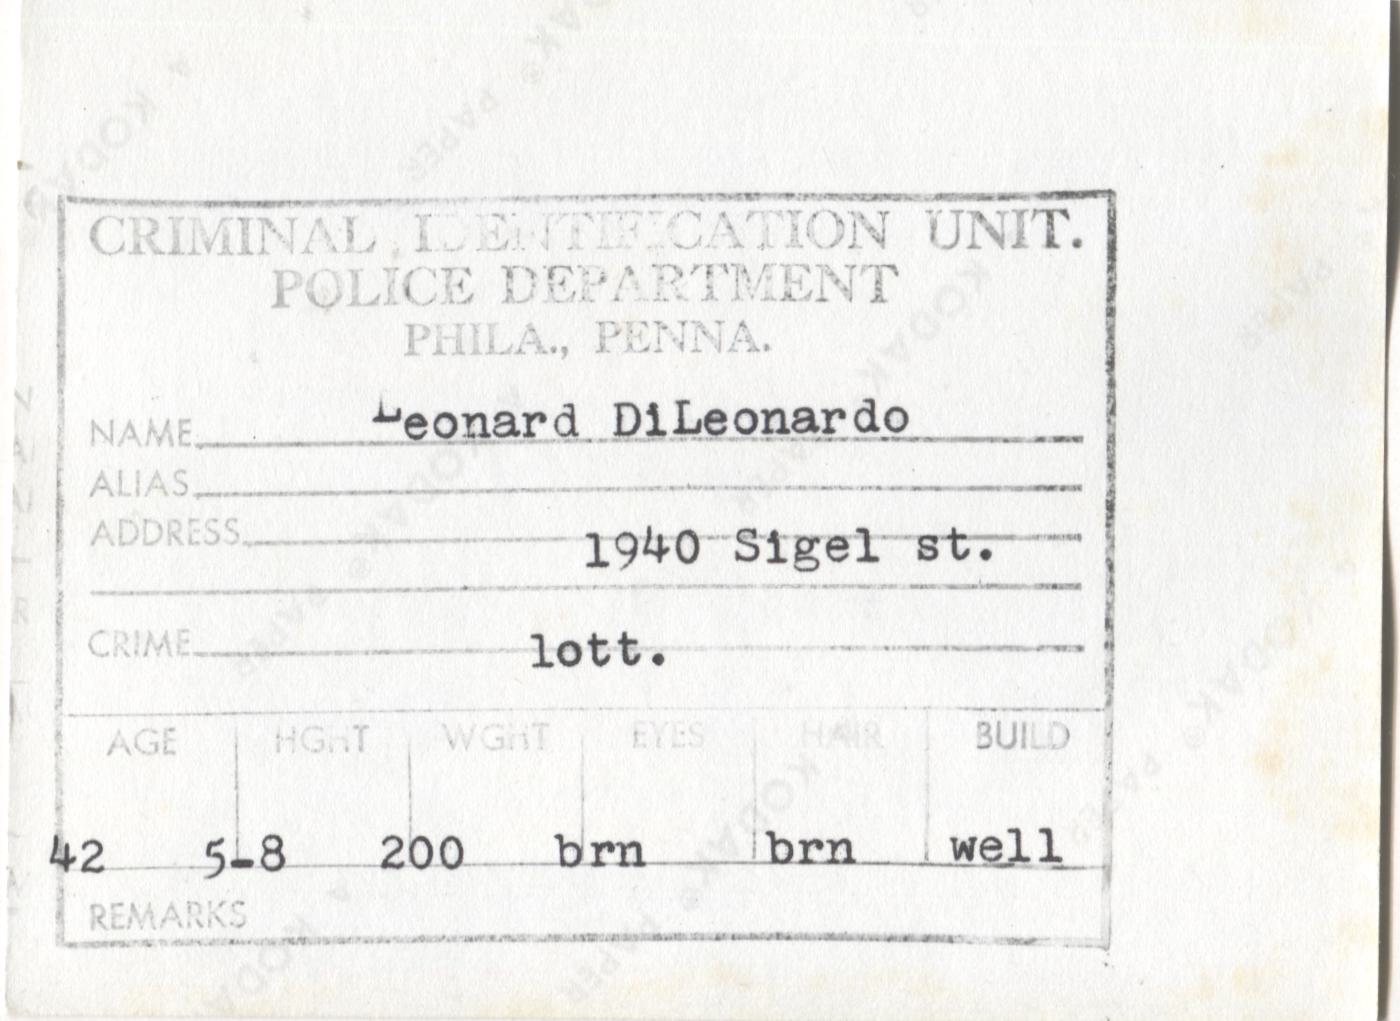 CRIMINAL IDENTIFICATION UNIT.
POLICE DEPARTMENT
PHILA., PENNA.
NAME Leonard DiLeonardo
ALIAS
ADDRESS 1940 Sigel st.
CRIME lott.
AGE HGHT WGHT EYES HAIR BUILD
42 5-8 200 brn brn well
REMARKS